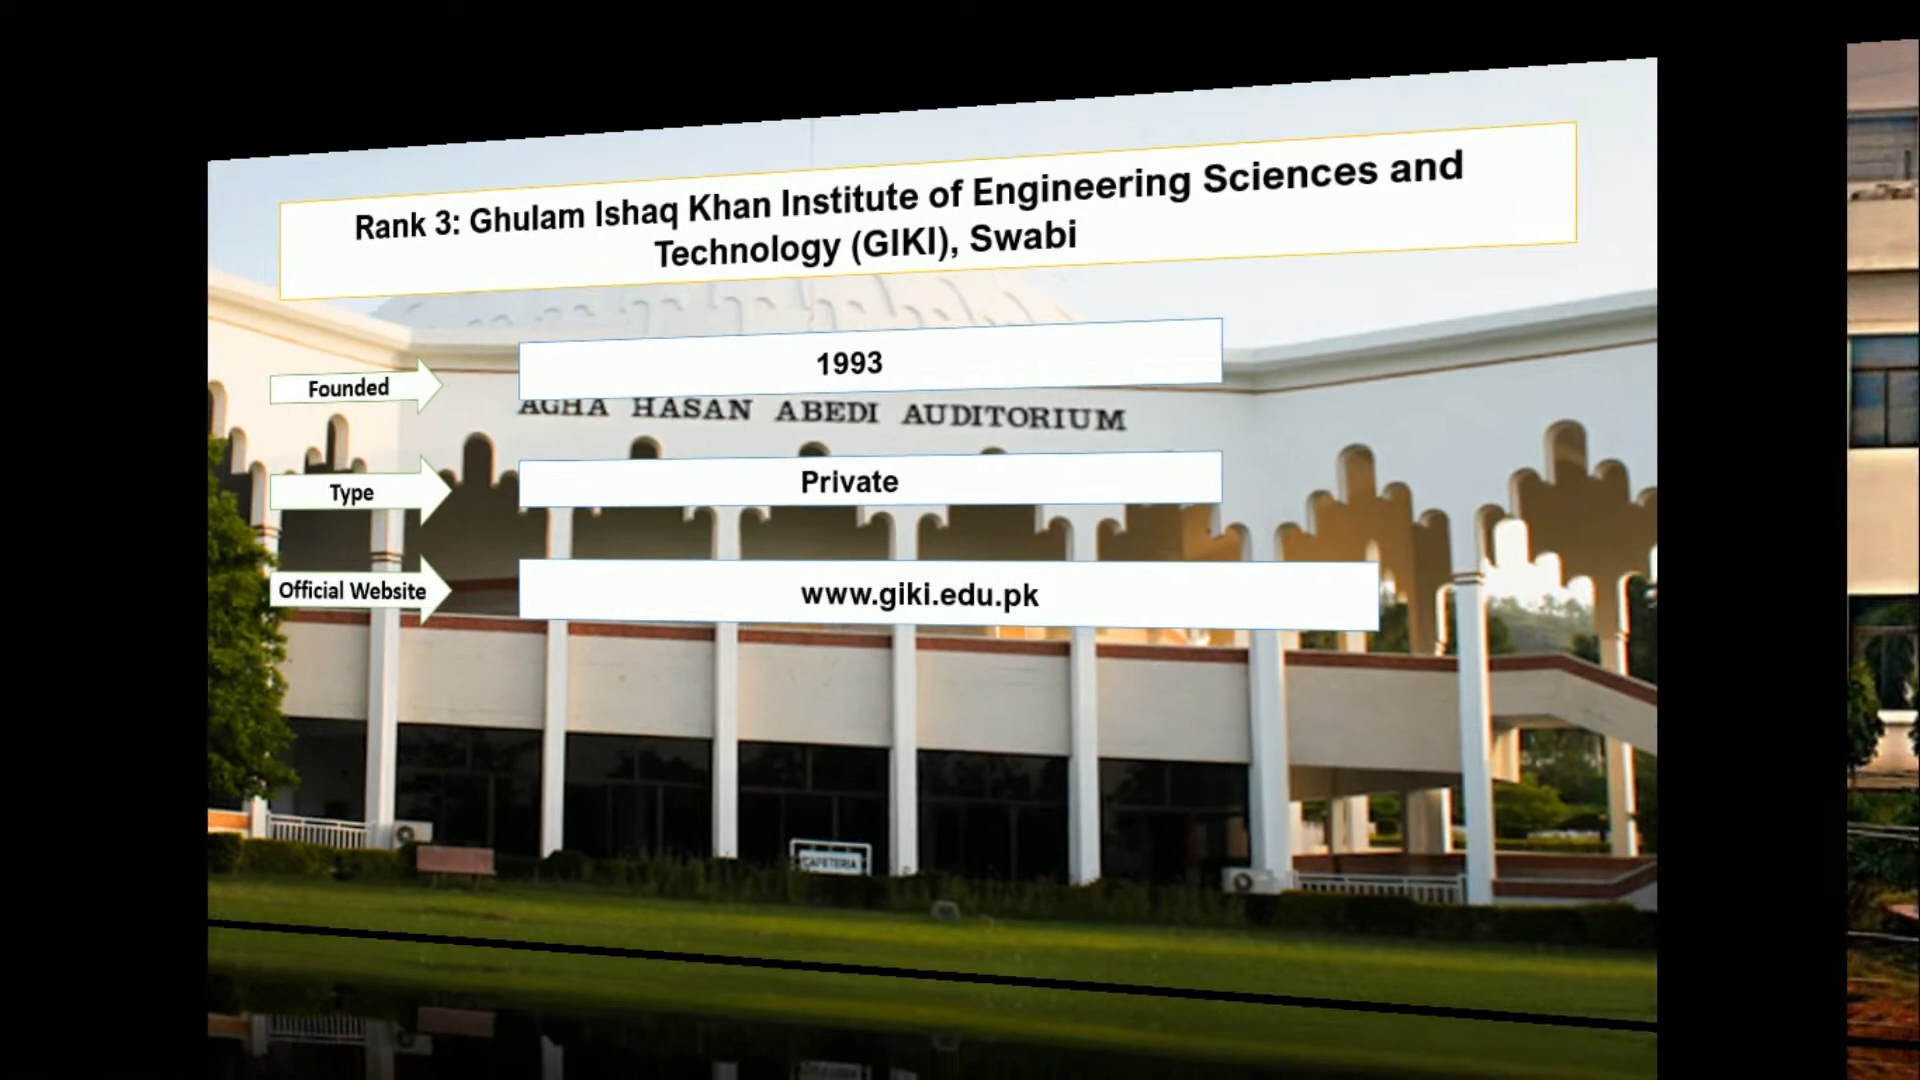 Rank 3: Ghulam Ishaq Khan Institute of Engineering Sciences and
Technology (GIKI), Swabi
Founded
1993
AGHA HASAN ABEDI AUDITORIUM
Type
Private
Official Website
www.giki.edu.pk
CAFETERIA